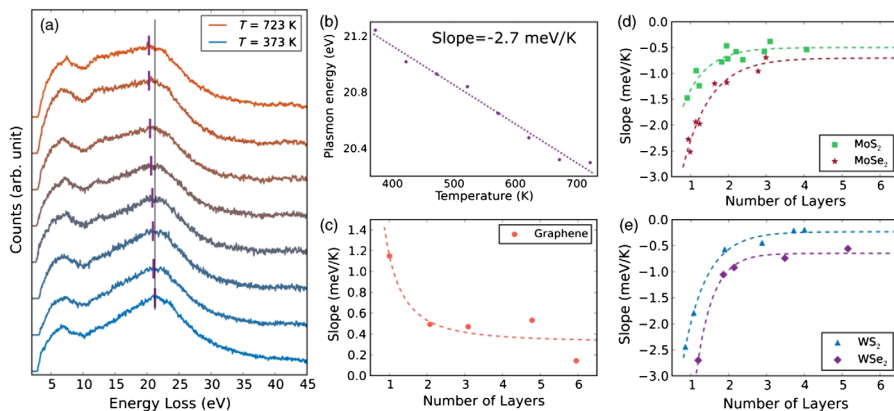 (a)
T = 723 K
T = 373 K
Counts (arb. unit)
5 10 15 20 25 30 35 40 45
Energy Loss (eV)
(b)
Slope=-2.7 meV/K
Plasmon energy (eV)
21.2
20.8
20.4
400 500 600 700
Temperature (K)
(c)
Graphene
Slope (meV/K)
1.4
1.2
1.0
0.8
0.6
0.4
0.2
0.0
1 2 3 4 5 6
Number of Layers
(d)
Slope (meV/K)
0.0
−0.5
−1.0
−1.5
−2.0
−2.5
−3.0
MoS2
MoSe2
1 2 3 4 5 6
Number of Layers
(e)
Slope (meV/K)
0.0
−0.5
−1.0
−1.5
−2.0
−2.5
−3.0
WS2
WSe2
1 2 3 4 5 6
Number of Layers